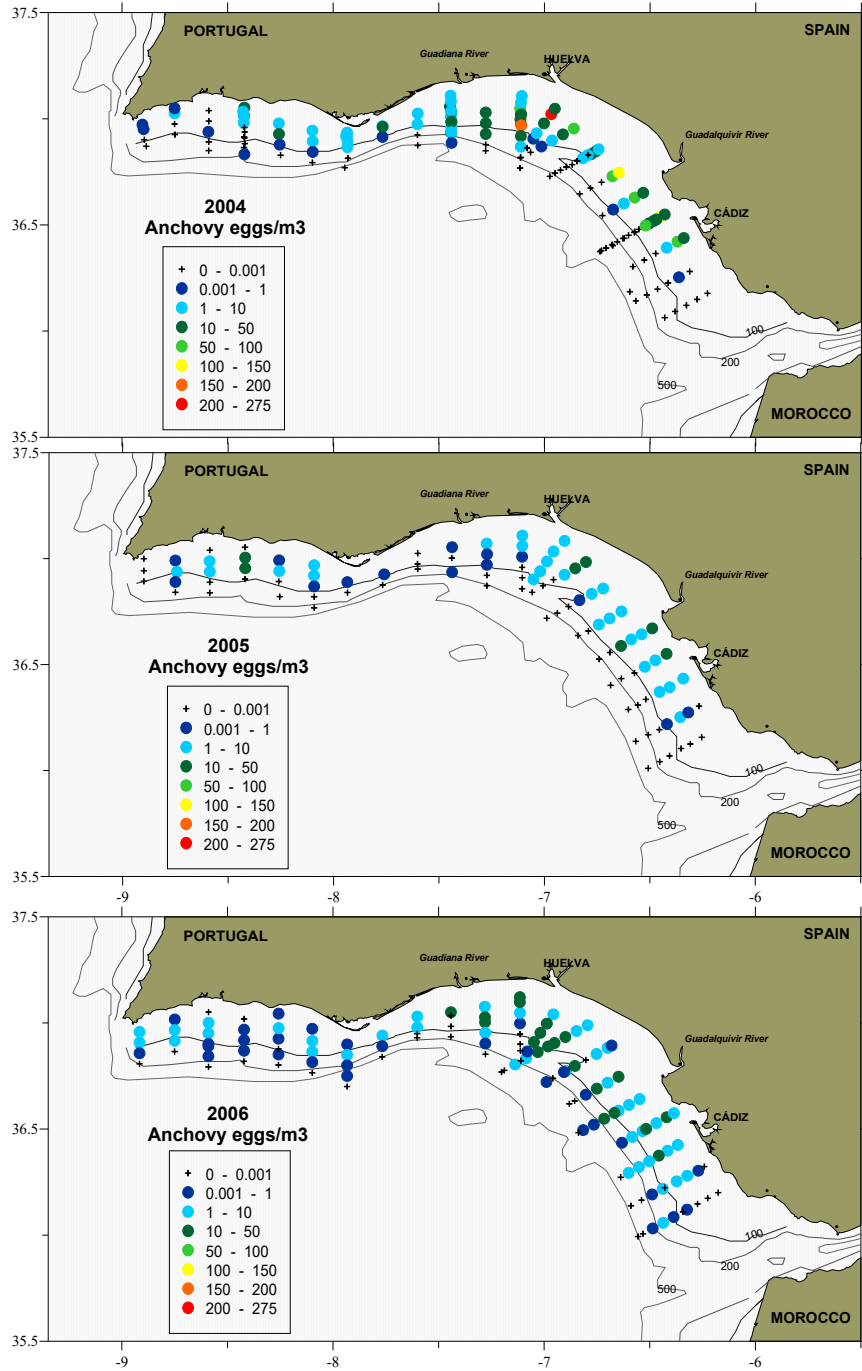 37.5
PORTUGAL
SPAIN
Guadiana River
HUELVA
Guadalquivir River
36.5
CÁDIZ
2004
Anchovy eggs/m3
0 - 0.001
0.001 - 1
1 - 10
10 - 50
50 - 100
100 - 150
150 - 200
200 - 275
100
200
500
MOROCCO
35.5
37.5
PORTUGAL
SPAIN
Guadiana River
HUELVA
Guadalquivir River
36.5
CÁDIZ
2005
Anchovy eggs/m3
0 - 0.001
0.001 - 1
1 - 10
10 - 50
50 - 100
100 - 150
150 - 200
200 - 275
100
200
500
MOROCCO
35.5
-9 -8 -7 -6
37.5
PORTUGAL
SPAIN
Guadiana River
HUELVA
Guadalquivir River
36.5
CÁDIZ
2006
Anchovy eggs/m3
0 - 0.001
0.001 - 1
1 - 10
10 - 50
50 - 100
100 - 150
150 - 200
200 - 275
100
200
500
MOROCCO
35.5
-9 -8 -7 -6